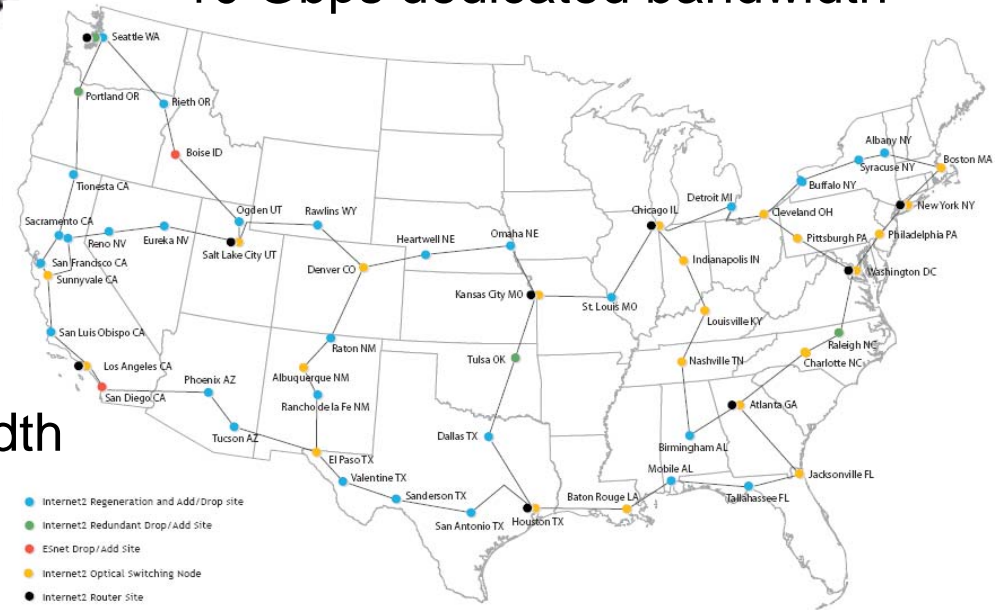 10 Gbps dedicated bandwidth
Seattle WA
Portland OR
Rieth OR
Boise ID
Tionesta CA
Ogden UT
Rawlins WY
Sacramento CA
Reno NV
Eureka NV
Salt Lake City UT
San Francisco CA
Sunnyvale CA
Denver CO
Heartwell NE
Omaha NE
Kansas City MO
St. Louis MO
Chicago IL
Detroit MI
Cleveland OH
Buffalo NY
Syracuse NY
Albany NY
Boston MA
New York NY
Philadelphia PA
Pittsburgh PA
Washington DC
Indianapolis IN
Louisville KY
Nashville TN
Raleigh NC
Charlotte NC
Atlanta GA
Birmingham AL
San Luis Obispo CA
Los Angeles CA
San Diego CA
Phoenix AZ
Tucson AZ
Raton NM
Albuquerque NM
Rancho de la Fe NM
El Paso TX
Tulsa OK
Dallas TX
Valentine TX
Sanderson TX
San Antonio TX
Houston TX
Baton Rouge LA
Mobile AL
Tallahassee FL
Jacksonville FL
dth
Internet2 Regeneration and Add/Drop site
Internet2 Redundant Drop/Add Site
ESnet Drop/Add Site
Internet2 Optical Switching Node
Internet2 Router Site